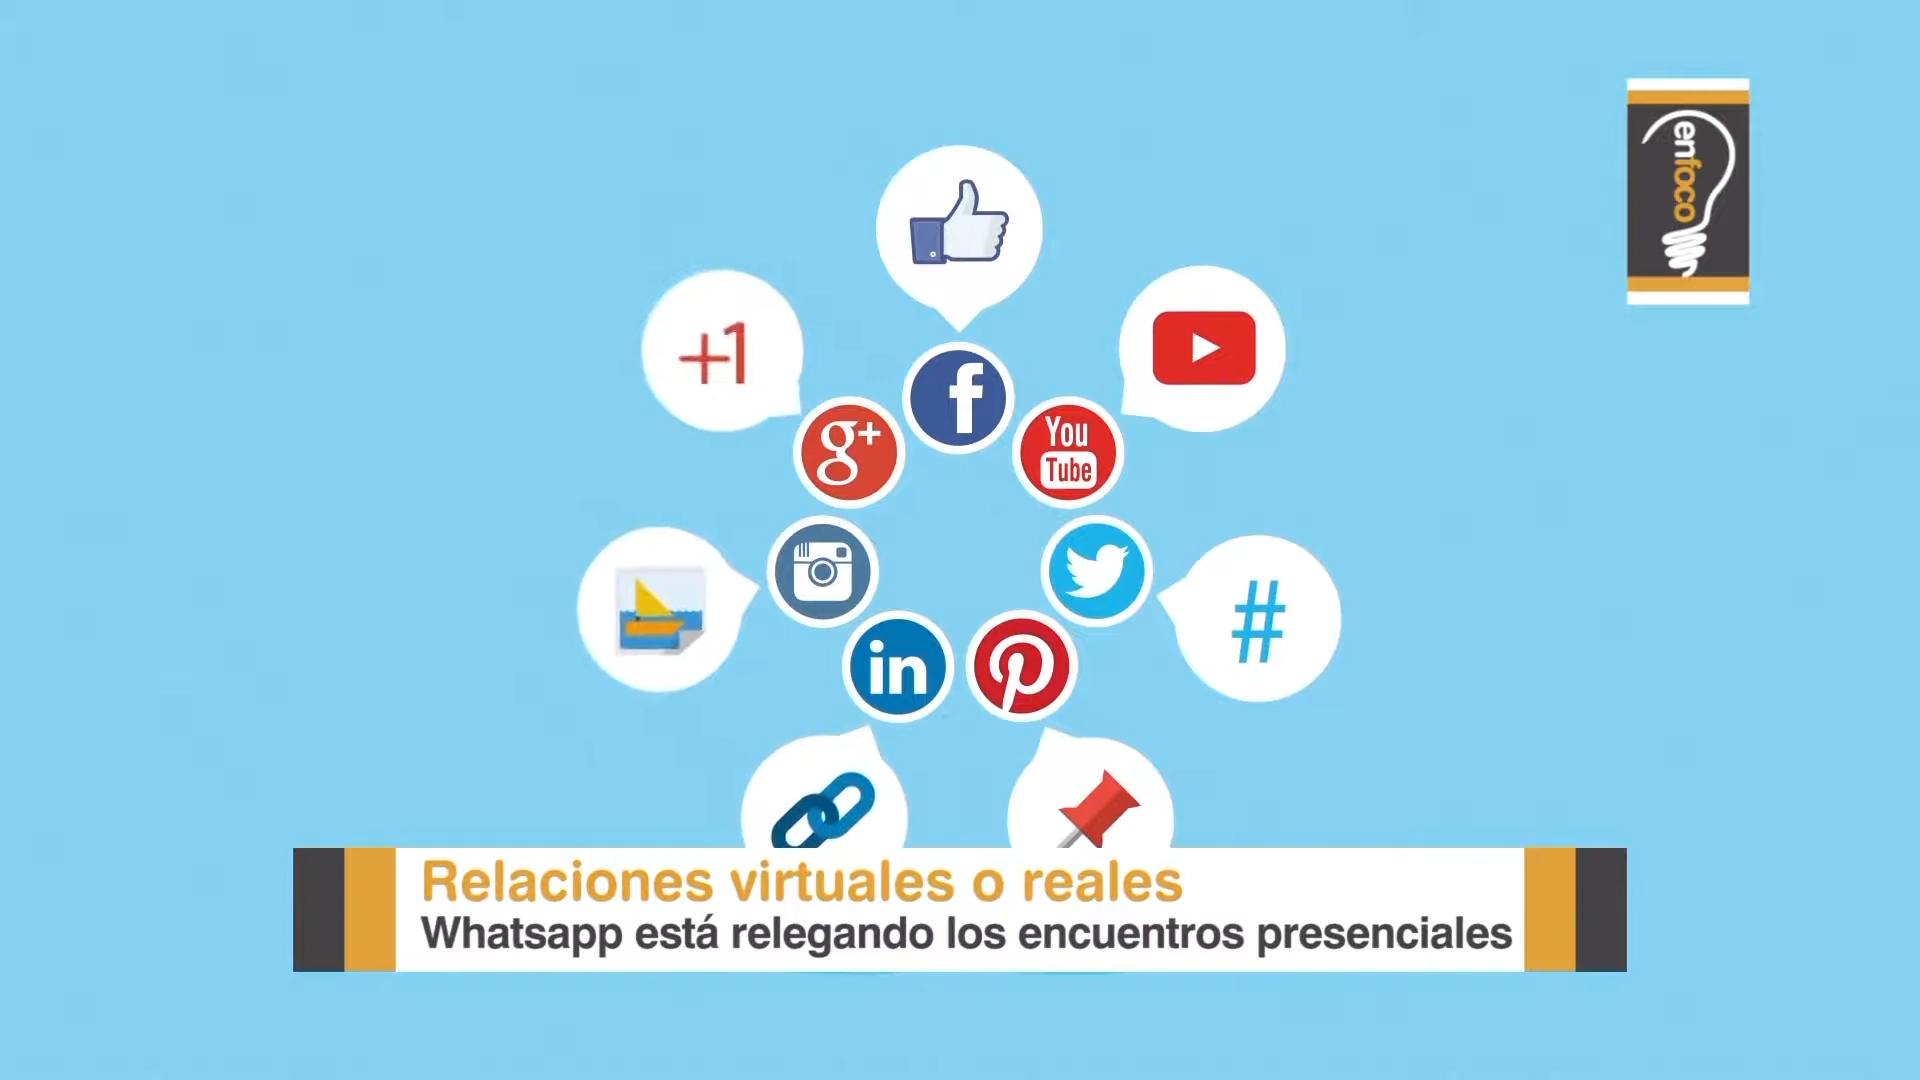 enfoco
+1
f
g+
You
Tube
#
in
Relaciones virtuales o reales
Whatsapp está relegando los encuentros presenciales